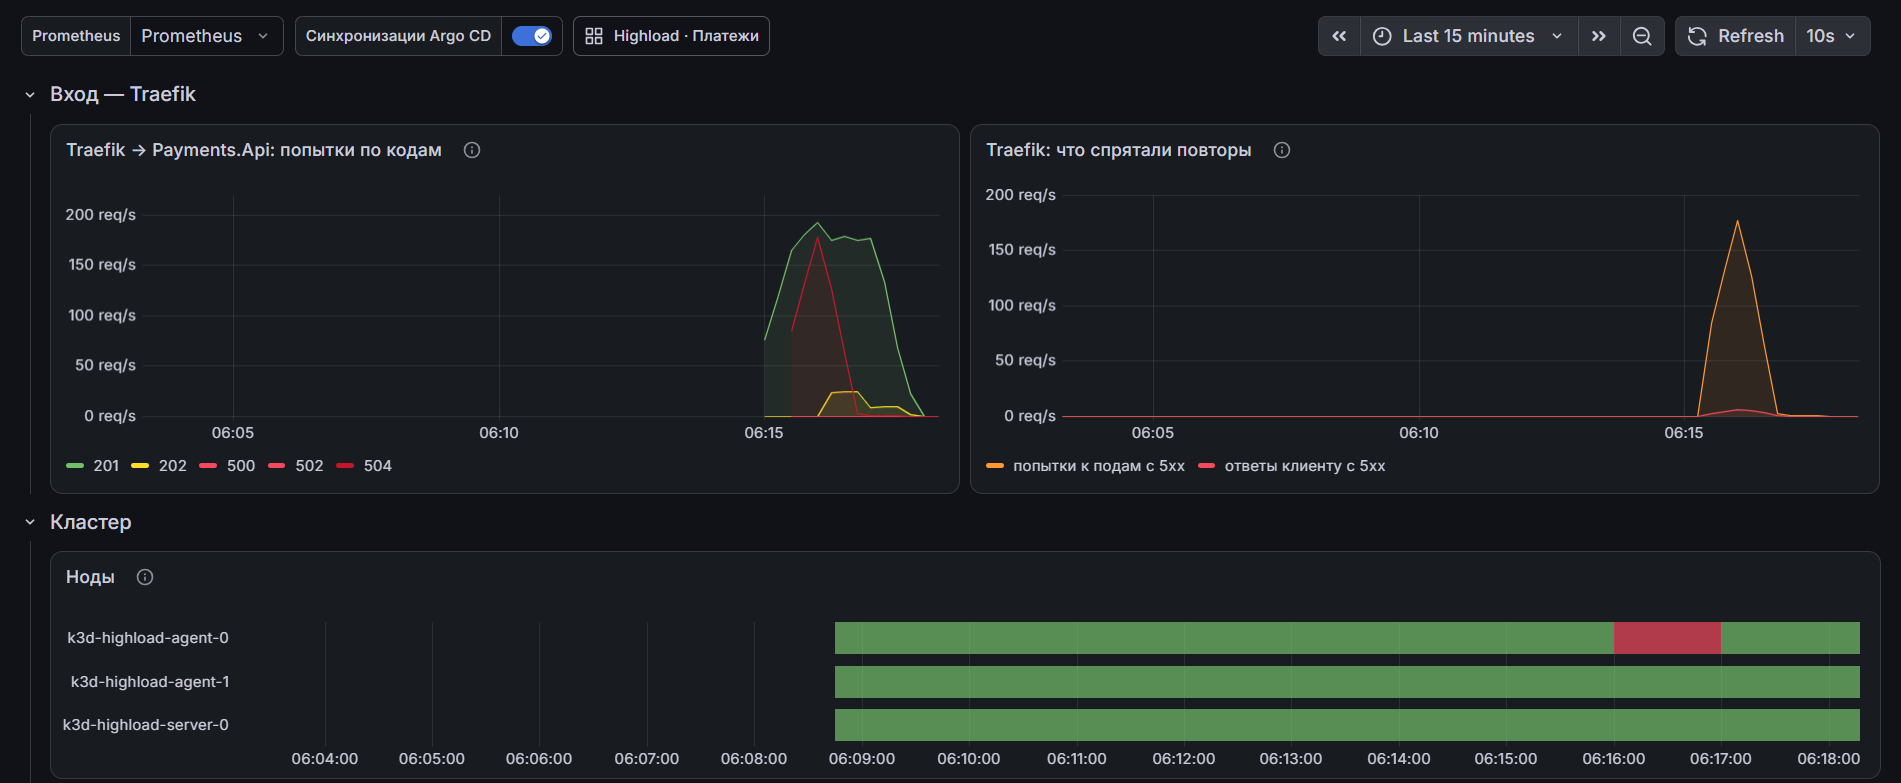 Prometheus Prometheus Синхронизации Argo CD Highload · Платежи Last 15 minutes Refresh 10s
Вход — Traefik
Traefik → Payments.Api: попытки по кодам
200 req/s
150 req/s
100 req/s
50 req/s
0 req/s
06:05 06:10 06:15
201 202 500 502 504
Traefik: что спрятали повторы
200 req/s
150 req/s
100 req/s
50 req/s
0 req/s
06:05 06:10 06:15
попытки к подам с 5xx ответы клиенту с 5xx
Кластер
Ноды
k3d-highload-agent-0
k3d-highload-agent-1
k3d-highload-server-0
06:04:00 06:05:00 06:06:00 06:07:00 06:08:00 06:09:00 06:10:00 06:11:00 06:12:00 06:13:00 06:14:00 06:15:00 06:16:00 06:17:00 06:18:00